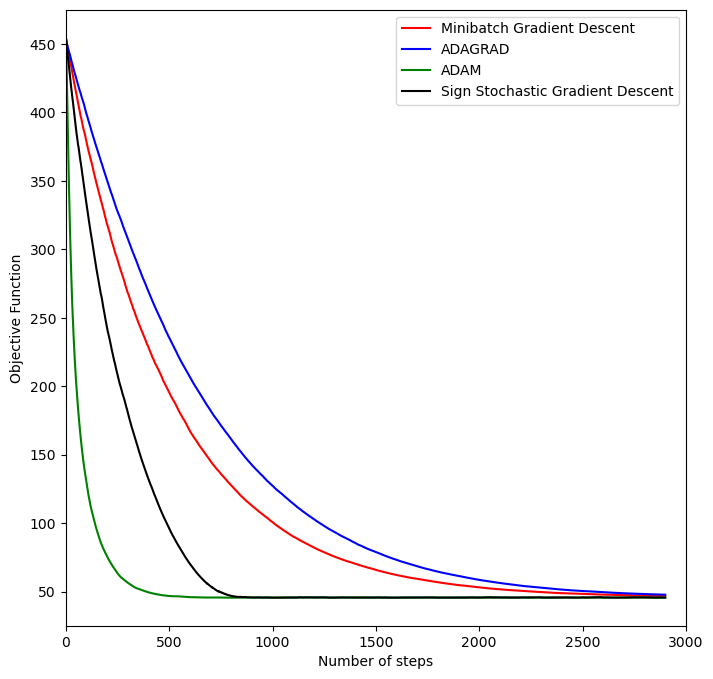 Minibatch Gradient Descent
ADAGRAD
ADAM
Sign Stochastic Gradient Descent
Objective Function
450
400
350
300
250
200
150
100
50
0 500 1000 1500 2000 2500 3000
Number of steps